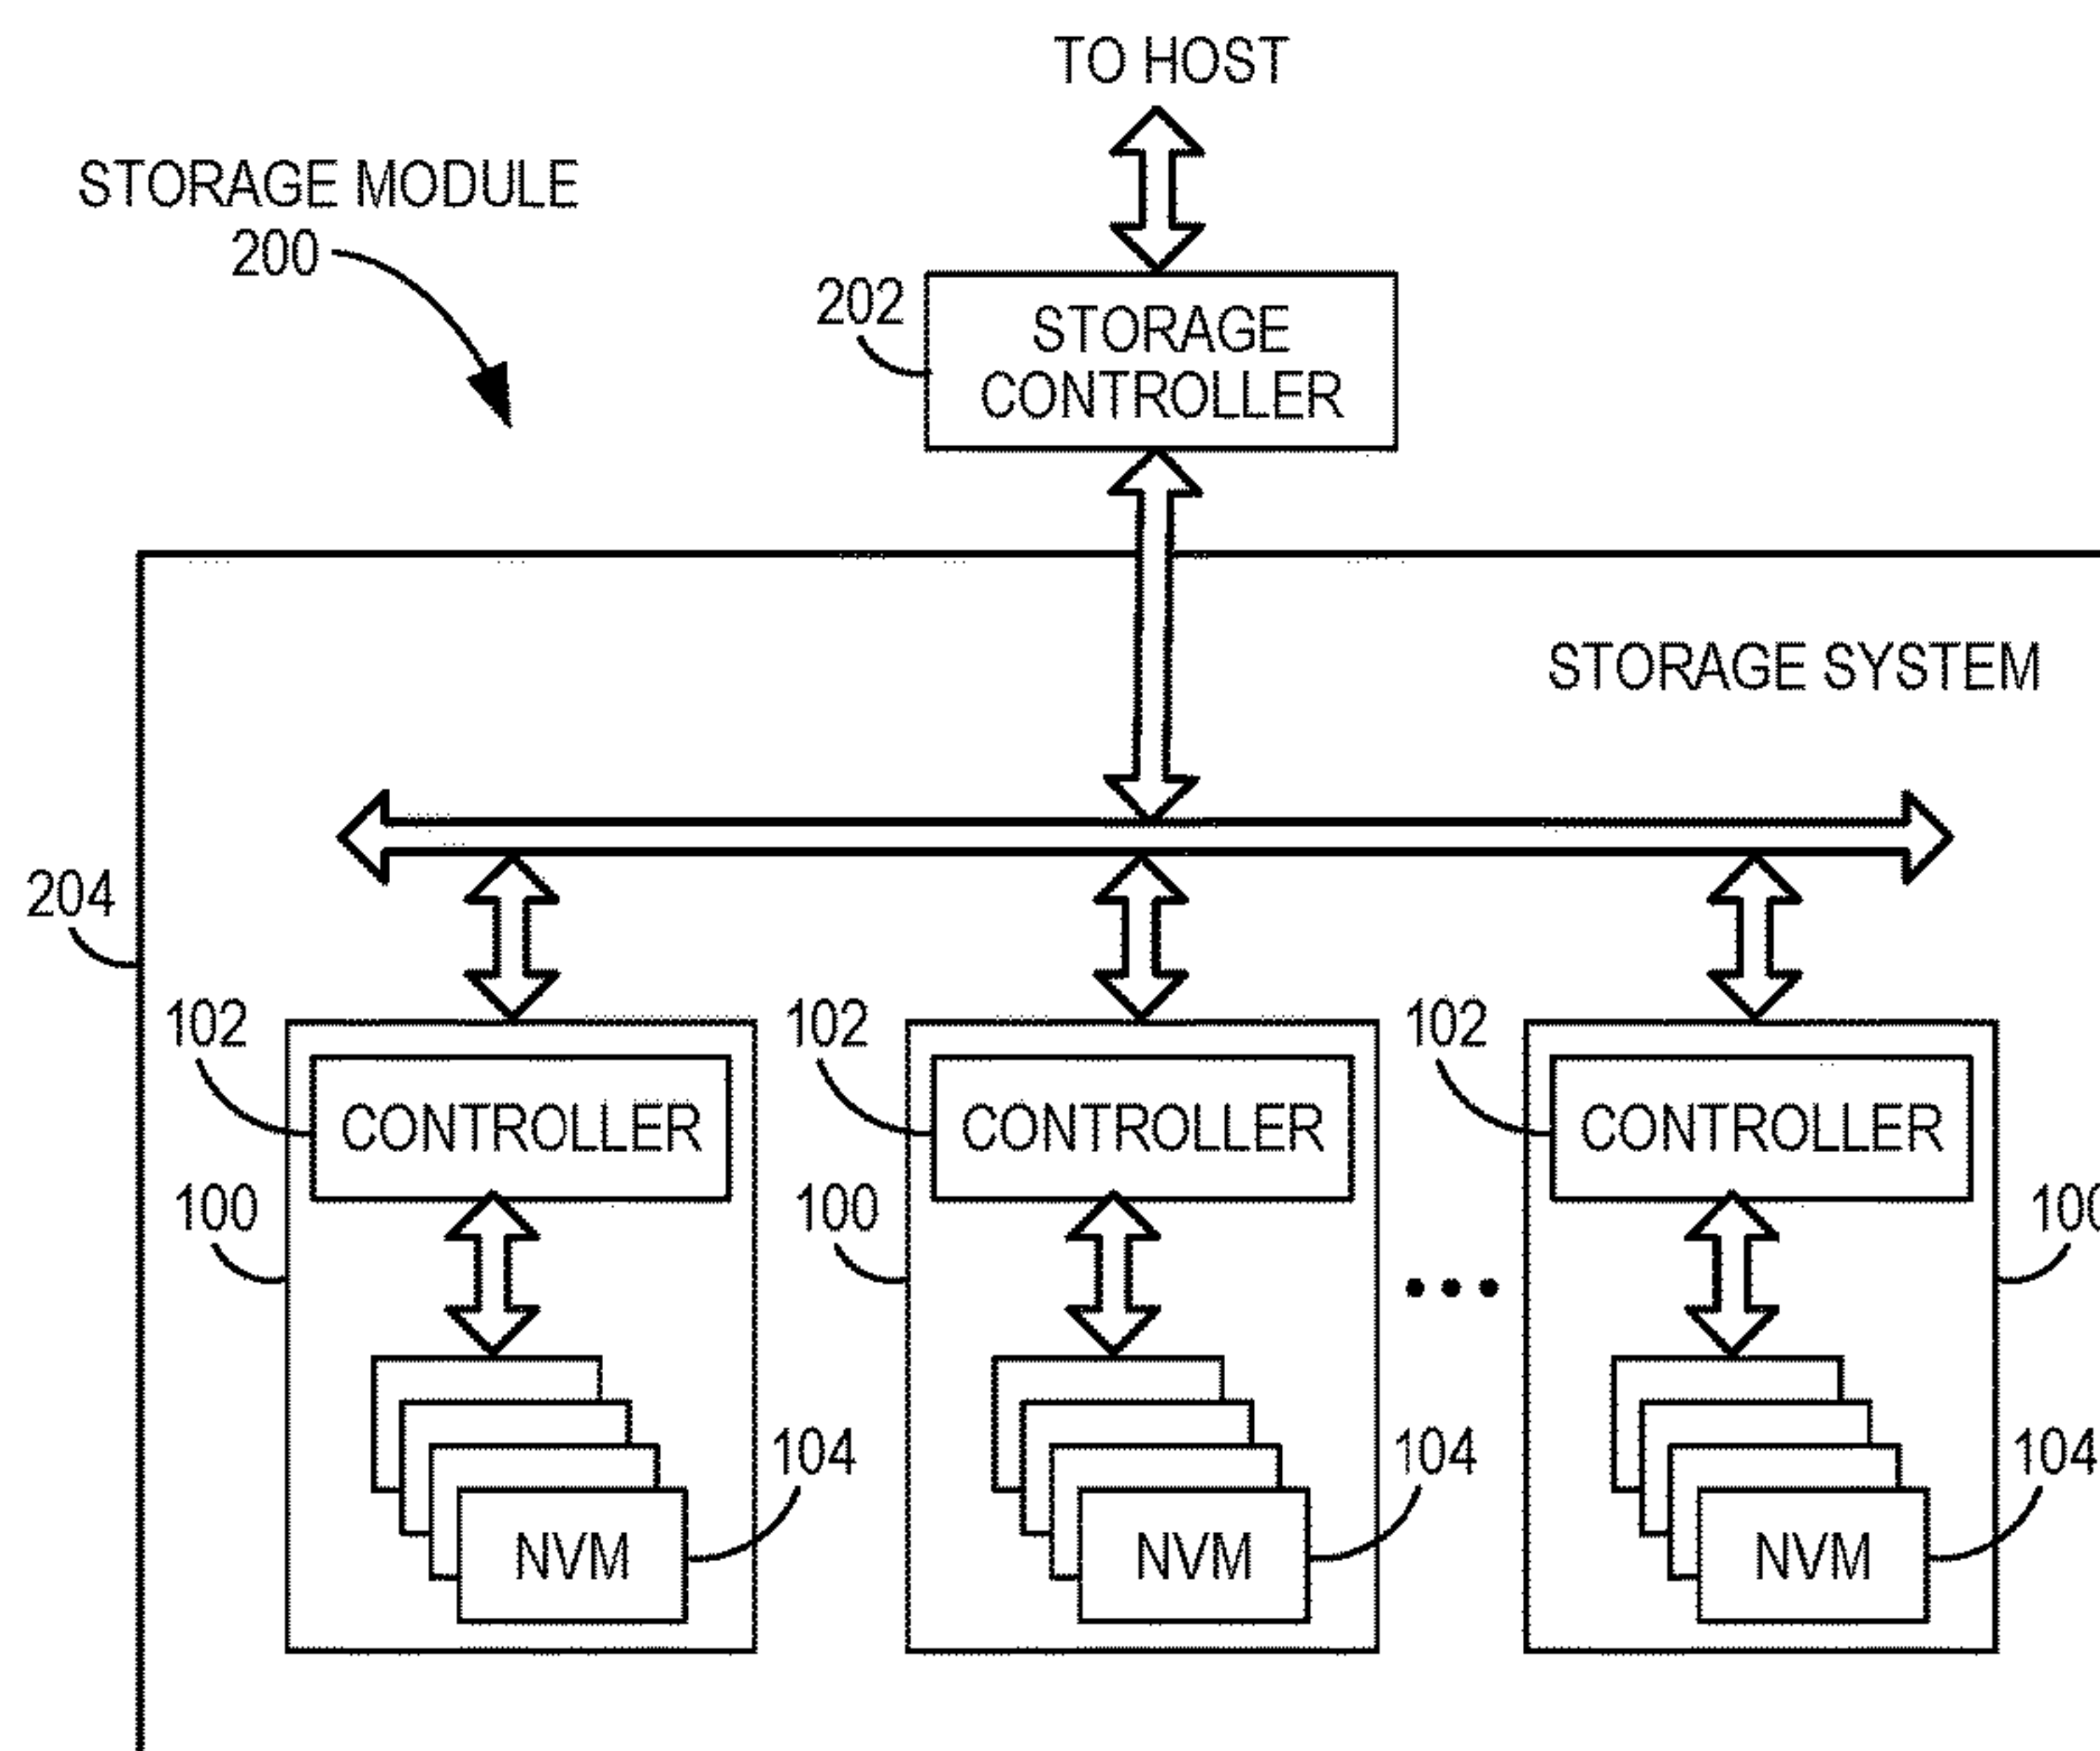 TO HOST
STORAGE MODULE
200
202
STORAGE
CONTROLLER
STORAGE SYSTEM
204
102
102
102
CONTROLLER
CONTROLLER
CONTROLLER
100
100
100
104
104
104
NVM
NVM
NVM